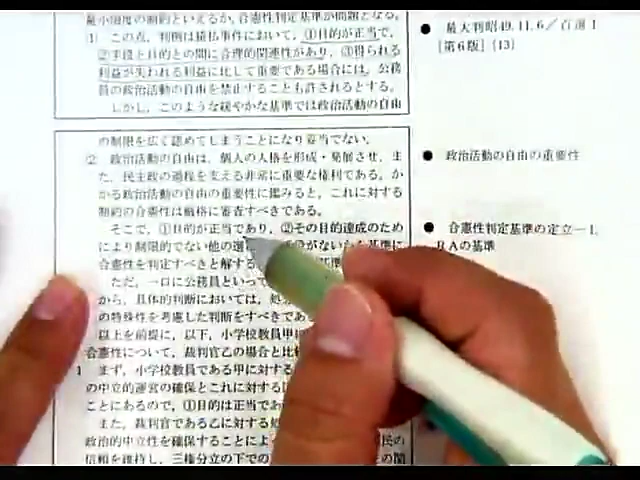 最小限度の制約といえるか、合憲性判定基準が問題となる。
(1) この点、判例は猿払事件において、①目的が正当で、
②手段と目的との間に合理的関連性があり、③得られる
利益が失われる利益に比して重要である場合には、公務
員の政治活動の自由を禁止することも許されるとする。
しかし、このような緩やかな基準では政治活動の自由
の制限を広く認めてしまうことになり妥当でない。
(2) 政治活動の自由は、個人の人格を形成・発展させ、ま
た、民主政の過程を支える非常に重要な権利である。か
かる政治活動の自由の重要性に鑑みると、これに対する
制約の合憲性は厳格に審査すべきである。
そこで、①目的が正当であり、②その目的達成のため
により制限的でない他の選
合憲性を判定すべきと解する
ただ、一口に公務員といって
から、具体的判断においては、
の特殊性を考慮した判断をすべきであ
以上を前提に、以下、小学校教員甲
合憲性について、裁判官乙の場合と比
1 まず、小学校教員である甲に対する
の中立的運営の確保とこれに対する
ことにあるので、①目的は正当であ
また、裁判官である乙に対する
政治的中立性を確保することによ
民の
信頼を維持し、三権分立の下での
の関
● 最大判昭49.11.6／百選Ⅰ
[第6版] (13)
● 政治活動の自由の重要性
● 合憲性判定基準の定立―L
RAの基準